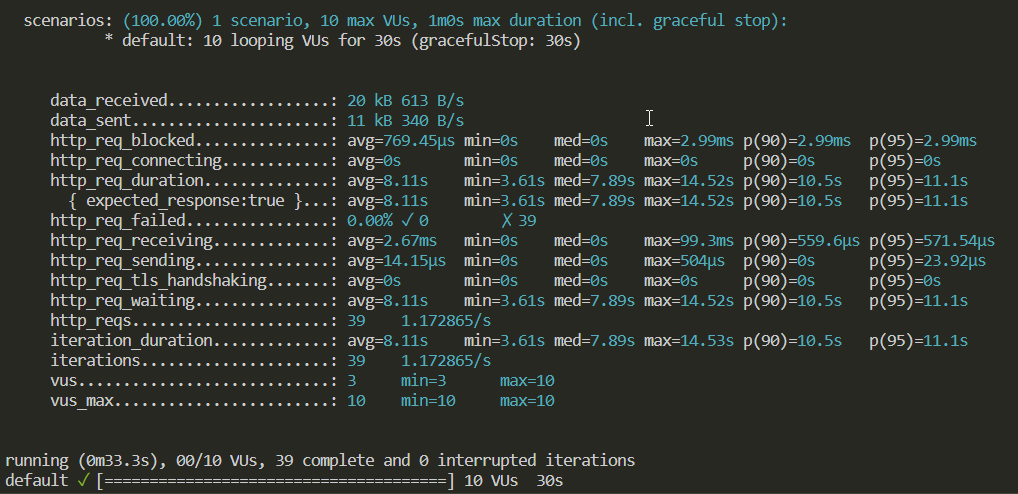 scenarios: (100.00%) 1 scenario, 10 max VUs, 1m0s max duration (incl. graceful stop):
* default: 10 looping VUs for 30s (gracefulStop: 30s)
data_received..................: 20 kB 613 B/s
data_sent......................: 11 kB 340 B/s
http_req_blocked...............: avg=769.45µs min=0s med=0s max=2.99ms p(90)=2.99ms p(95)=2.99ms
http_req_connecting............: avg=0s min=0s med=0s max=0s p(90)=0s p(95)=0s
http_req_duration..............: avg=8.11s min=3.61s med=7.89s max=14.52s p(90)=10.5s p(95)=11.1s
{ expected_response:true }...: avg=8.11s min=3.61s med=7.89s max=14.52s p(90)=10.5s p(95)=11.1s
http_req_failed................: 0.00% ✓ 0 ✗ 39
http_req_receiving.............: avg=2.67ms min=0s med=0s max=99.3ms p(90)=559.6µs p(95)=571.54µs
http_req_sending...............: avg=14.15µs min=0s med=0s max=504µs p(90)=0s p(95)=23.92µs
http_req_tls_handshaking.......: avg=0s min=0s med=0s max=0s p(90)=0s p(95)=0s
http_req_waiting...............: avg=8.11s min=3.61s med=7.89s max=14.52s p(90)=10.5s p(95)=11.1s
http_reqs......................: 39 1.172865/s
iteration_duration.............: avg=8.11s min=3.61s med=7.89s max=14.53s p(90)=10.5s p(95)=11.1s
iterations.....................: 39 1.172865/s
vus............................: 3 min=3 max=10
vus_max........................: 10 min=10 max=10
running (0m33.3s), 00/10 VUs, 39 complete and 0 interrupted iterations
default ✓ [======================================] 10 VUs 30s